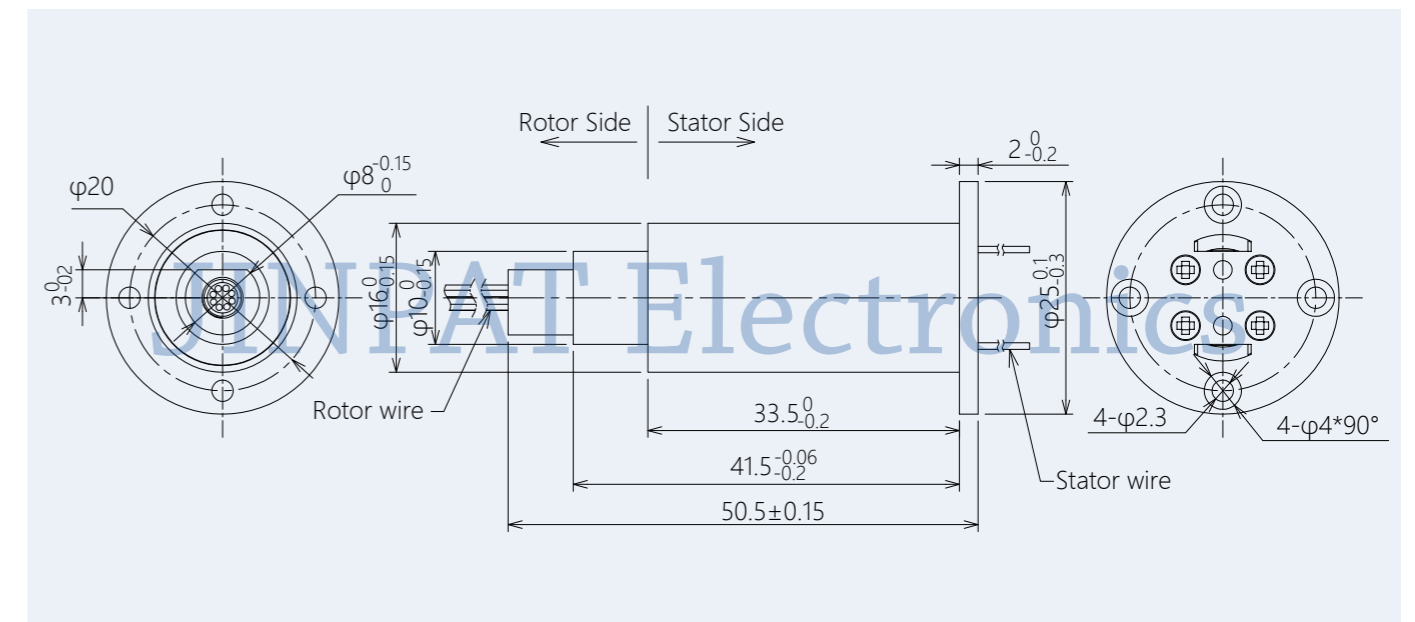 Rotor Side
Stator Side
2 0 -0.2
φ20
φ8 -0.15 0
3 0 -02
φ16 0 -0.15
φ10 0 -0.15
φ25 -0.1 -0.3
JINPAT Electronics
Rotor wire
33.5 0 -0.2
4-φ2.3
4-φ4*90°
41.5 -0.06 -0.2
Stator wire
50.5±0.15